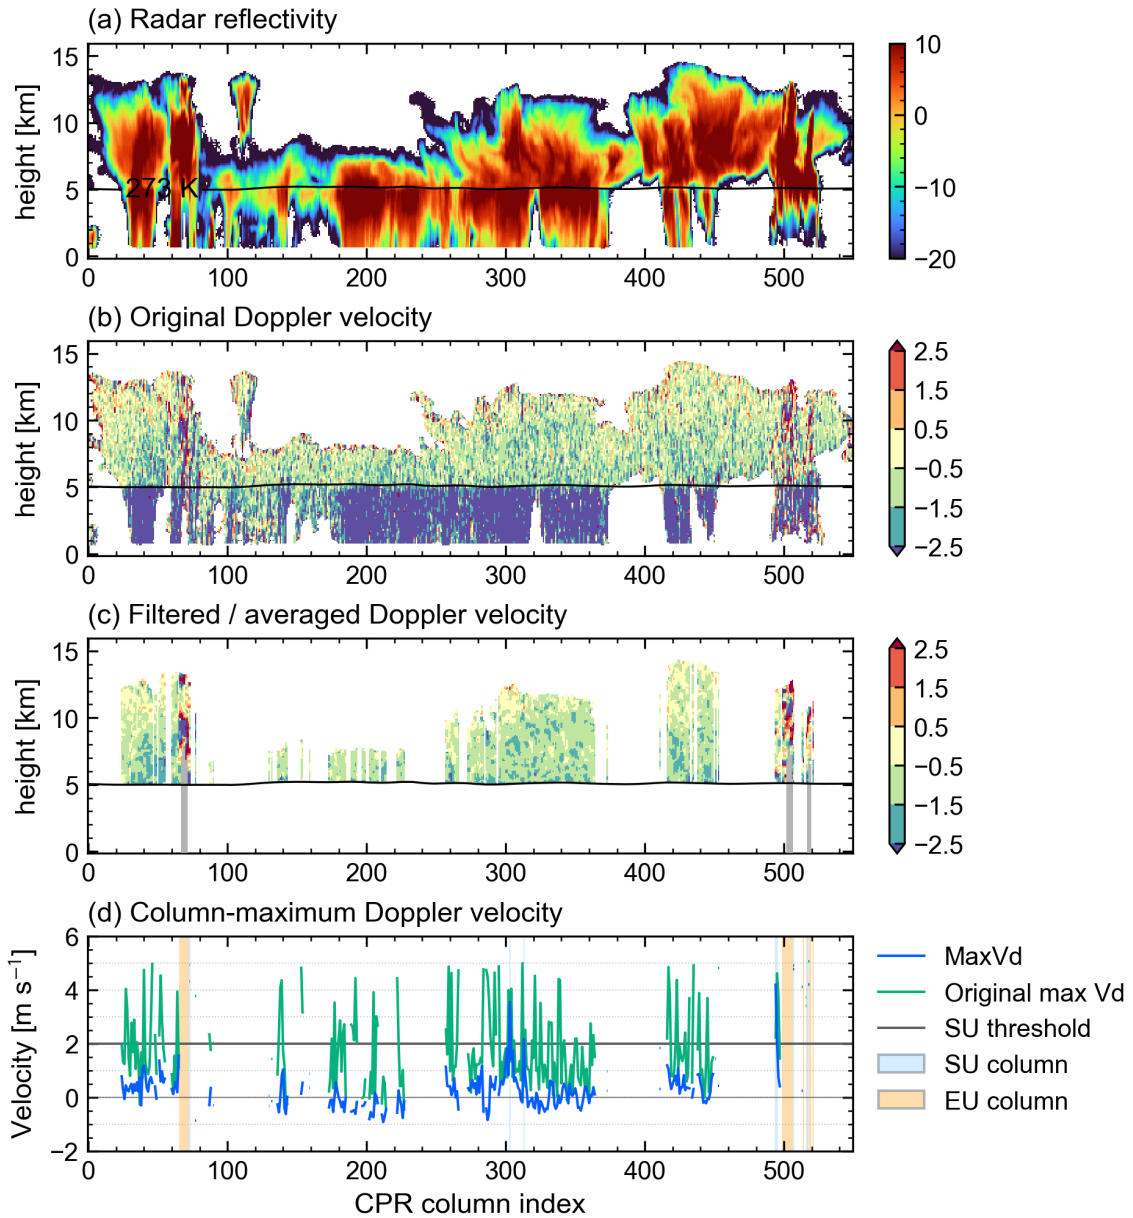 (a) Radar reflectivity
15
10
5
0
height [km]
273 K
0 100 200 300 400 500
10
0
−10
−20
(b) Original Doppler velocity
15
10
5
0
height [km]
0 100 200 300 400 500
2.5
1.5
0.5
−0.5
−1.5
−2.5
(c) Filtered / averaged Doppler velocity
15
10
5
0
height [km]
0 100 200 300 400 500
2.5
1.5
0.5
−0.5
−1.5
−2.5
(d) Column-maximum Doppler velocity
6
4
2
0
−2
Velocity [m s⁻¹]
0 100 200 300 400 500
CPR column index
MaxVd
Original max Vd
SU threshold
SU column
EU column